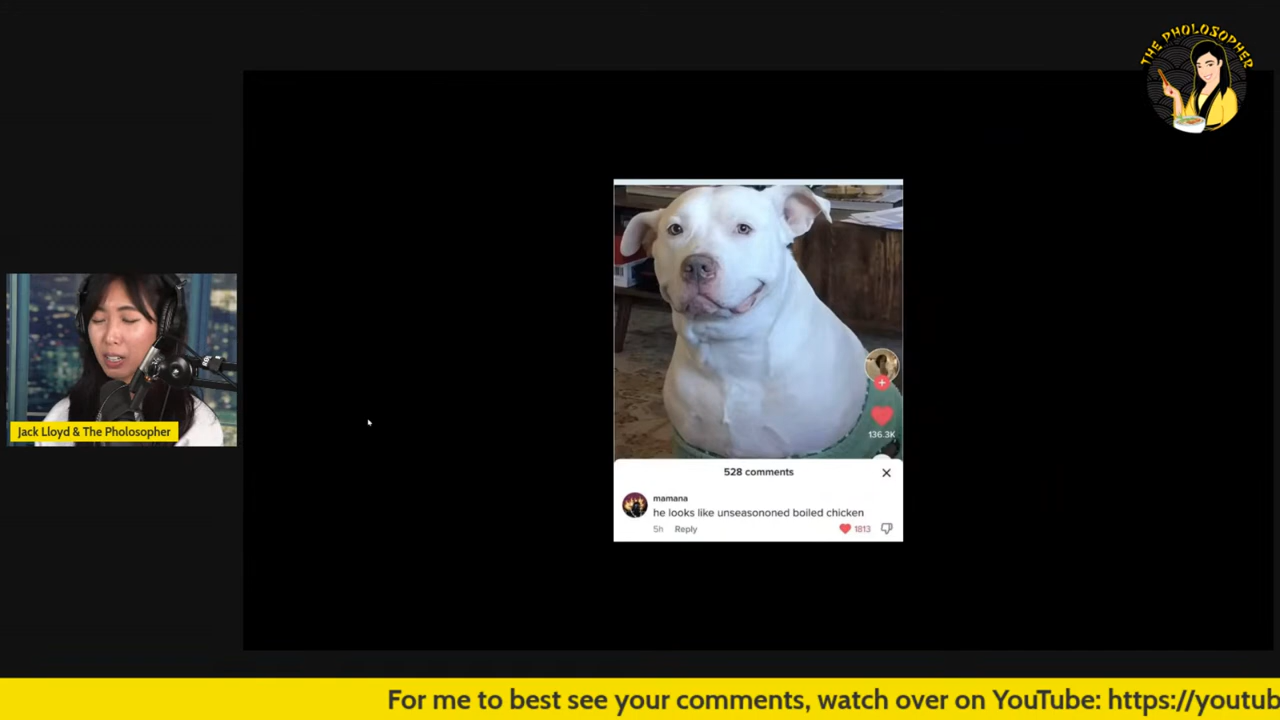 THE PHOLOSOPHER
Jack Lloyd & The Pholosopher
136.3K
528 comments
mamana
he looks like unseasononed boiled chicken
5h Reply 1813
For me to best see your comments, watch over on YouTube: https://youtub